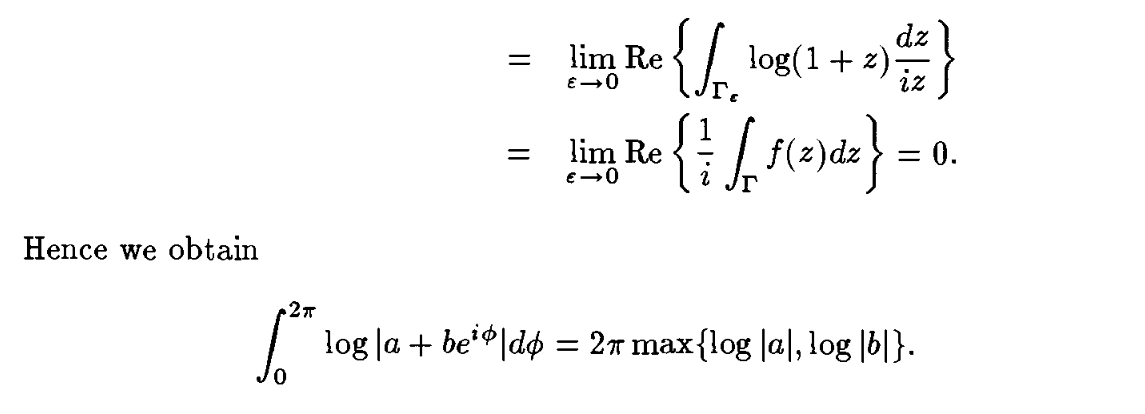 = lim_{ε→0} Re { ∫_{Γ_ε} log(1 + z) dz/iz }
= lim_{ε→0} Re { 1/i ∫_Γ f(z)dz } = 0.
Hence we obtain
∫_0^{2π} log |a + be^{iφ}|dφ = 2π max{log |a|, log |b|}.